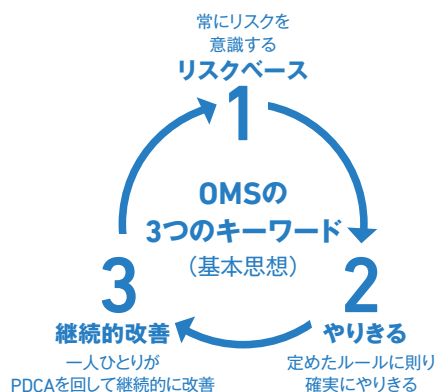 常にリスクを
意識する
リスクベース
1
OMSの
3つのキーワード
（基本思想）
2
やりきる
定めたルールに則り
確実にやりきる
3
継続的改善
一人ひとりが
PDCAを回して継続的に改善